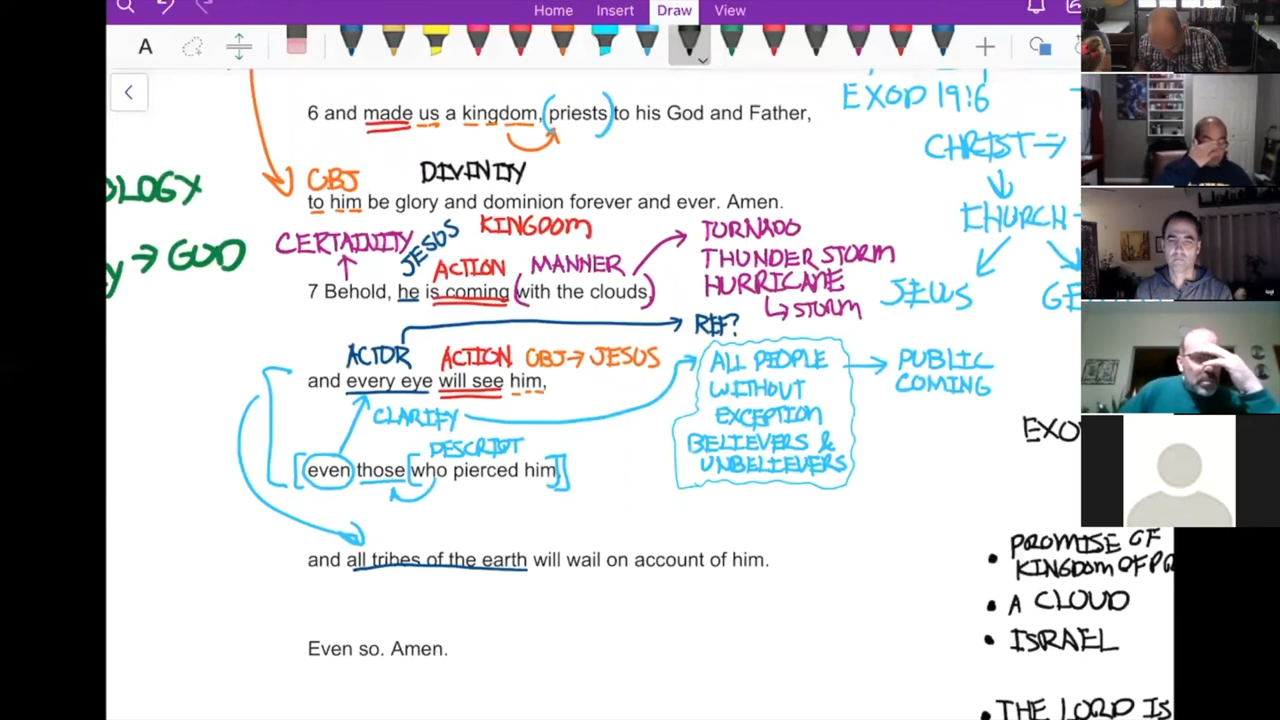 Home Insert Draw View
A
EXOD 19:6
6 and made us a kingdom, (priests) to his God and Father,
CHRIST →
OBJ DIVINITY
OLOGY
to him be glory and dominion forever and ever. Amen.
CHURCH
→ GOD
CERTAINITY JESUS KINGDOM
ACTION MANNER
TORNADO
THUNDERSTORM
HURRICANE
↳ STORM
JEWS GE
7 Behold, he is coming (with the clouds,)
REF?
ACTOR ACTION OBJ → JESUS
and every eye will see him,
ALL PEOPLE
WITHOUT
EXCEPTION
BELIEVERS &
UNBELIEVERS
→ PUBLIC
COMING
CLARIFY
EXO
DESCRIPT
[even those [who pierced him,]]
and all tribes of the earth will wail on account of him.
• PROMISE OF
KINGDOM OF
• A CLOUD
• ISRAEL
Even so. Amen.
• THE LORD IS